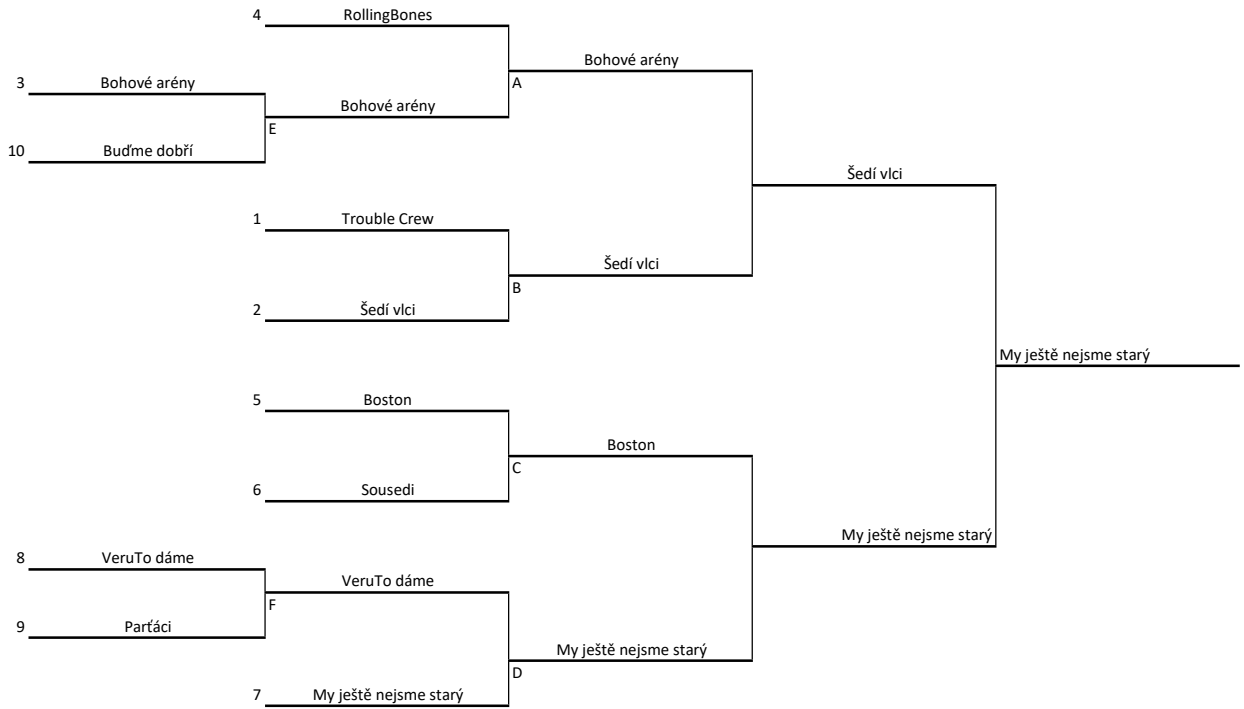 4 RollingBones
Bohové arény
A
3 Bohové arény
Bohové arény
E
10 Buďme dobří
Šedí vlci
1 Trouble Crew
Šedí vlci
B
2 Šedí vlci
My ještě nejsme starý
5 Boston
Boston
C
6 Sousedi
My ještě nejsme starý
8 VeruTo dáme
VeruTo dáme
F
9 Parťáci
My ještě nejsme starý
D
7 My ještě nejsme starý